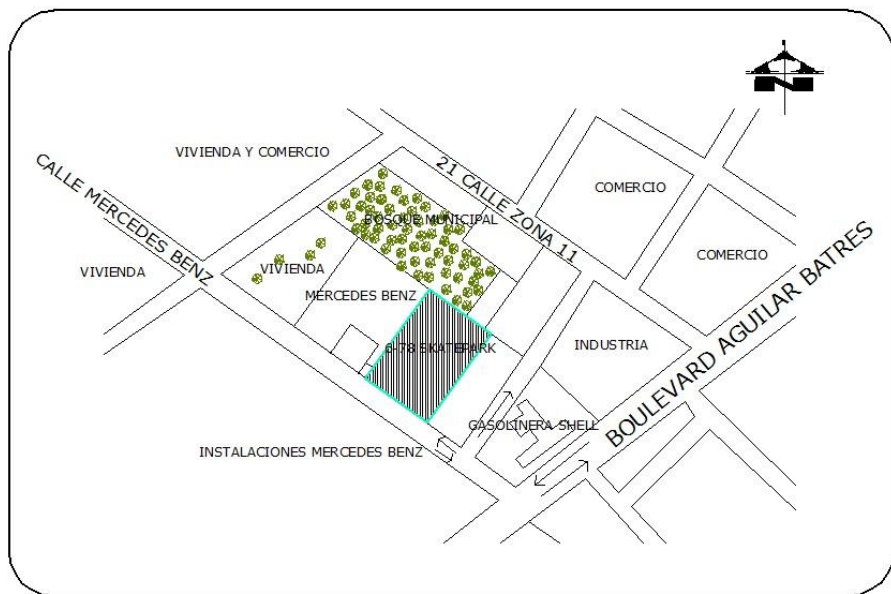 VIVIENDA Y COMERCIO
21 CALLE ZONA 11
COMERCIO
CALLE MERCEDES BENZ
BOSQUE MUNICIPAL
COMERCIO
VIVIENDA
VIVIENDA
MERCEDES BENZ
BOULEVARD AGUILAR BATRES
6-78 SKATEPARK
INDUSTRIA
GASOLINERA SHELL
INSTALACIONES MERCEDES BENZ